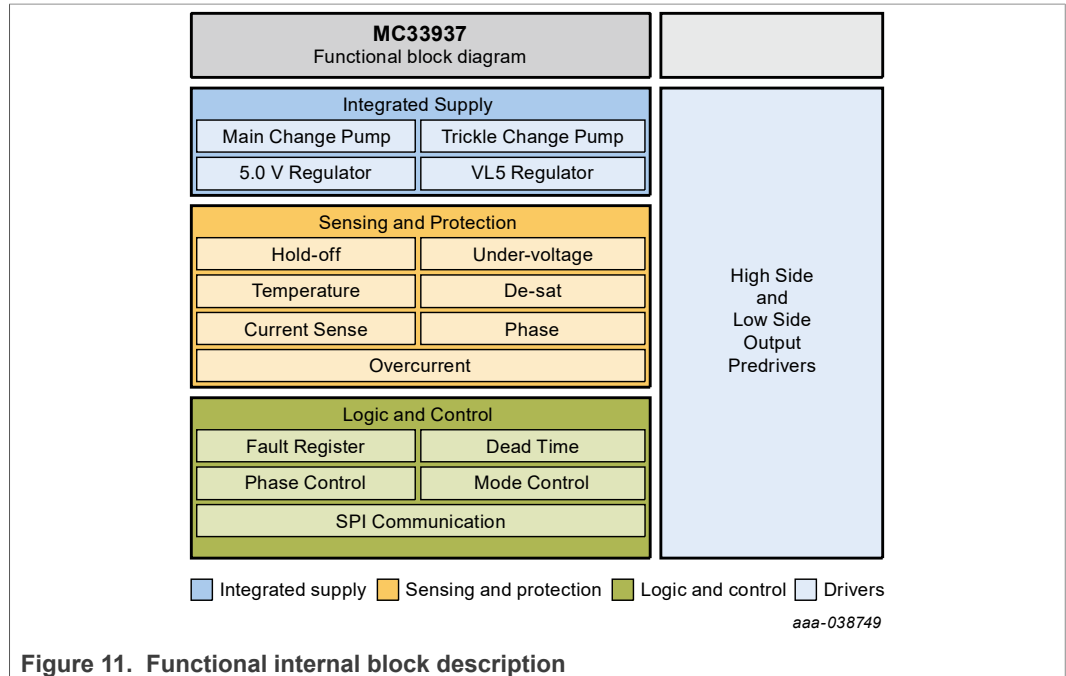 MC33937
Functional block diagram
Integrated Supply
Main Change Pump
Trickle Change Pump
5.0 V Regulator
VL5 Regulator
Sensing and Protection
Hold-off
Under-voltage
Temperature
De-sat
Current Sense
Phase
Overcurrent
Logic and Control
Fault Register
Dead Time
Phase Control
Mode Control
SPI Communication
High Side
and
Low Side
Output
Predrivers
Integrated supply
Sensing and protection
Logic and control
Drivers
aaa-038749
Figure 11. Functional internal block description